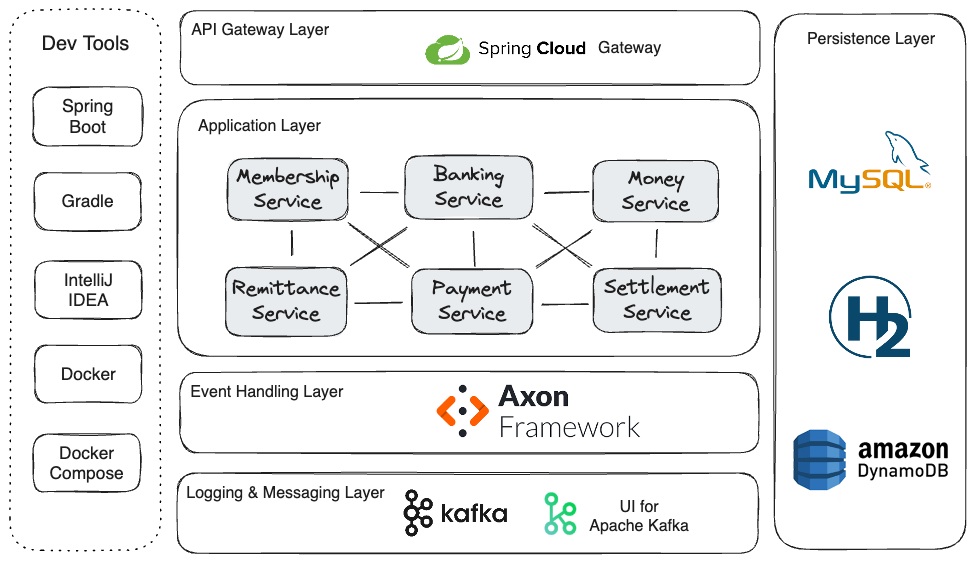 Dev Tools
Spring
Boot
Gradle
IntelliJ
IDEA
Docker
Docker
Compose
API Gateway Layer
Spring Cloud Gateway
Application Layer
Membership
Service
Banking
Service
Money
Service
Remittance
Service
Payment
Service
Settlement
Service
Event Handling Layer
Axon
Framework
Logging & Messaging Layer
kafka
UI for
Apache Kafka
Persistence Layer
MySQL®
H2
amazon
DynamoDB